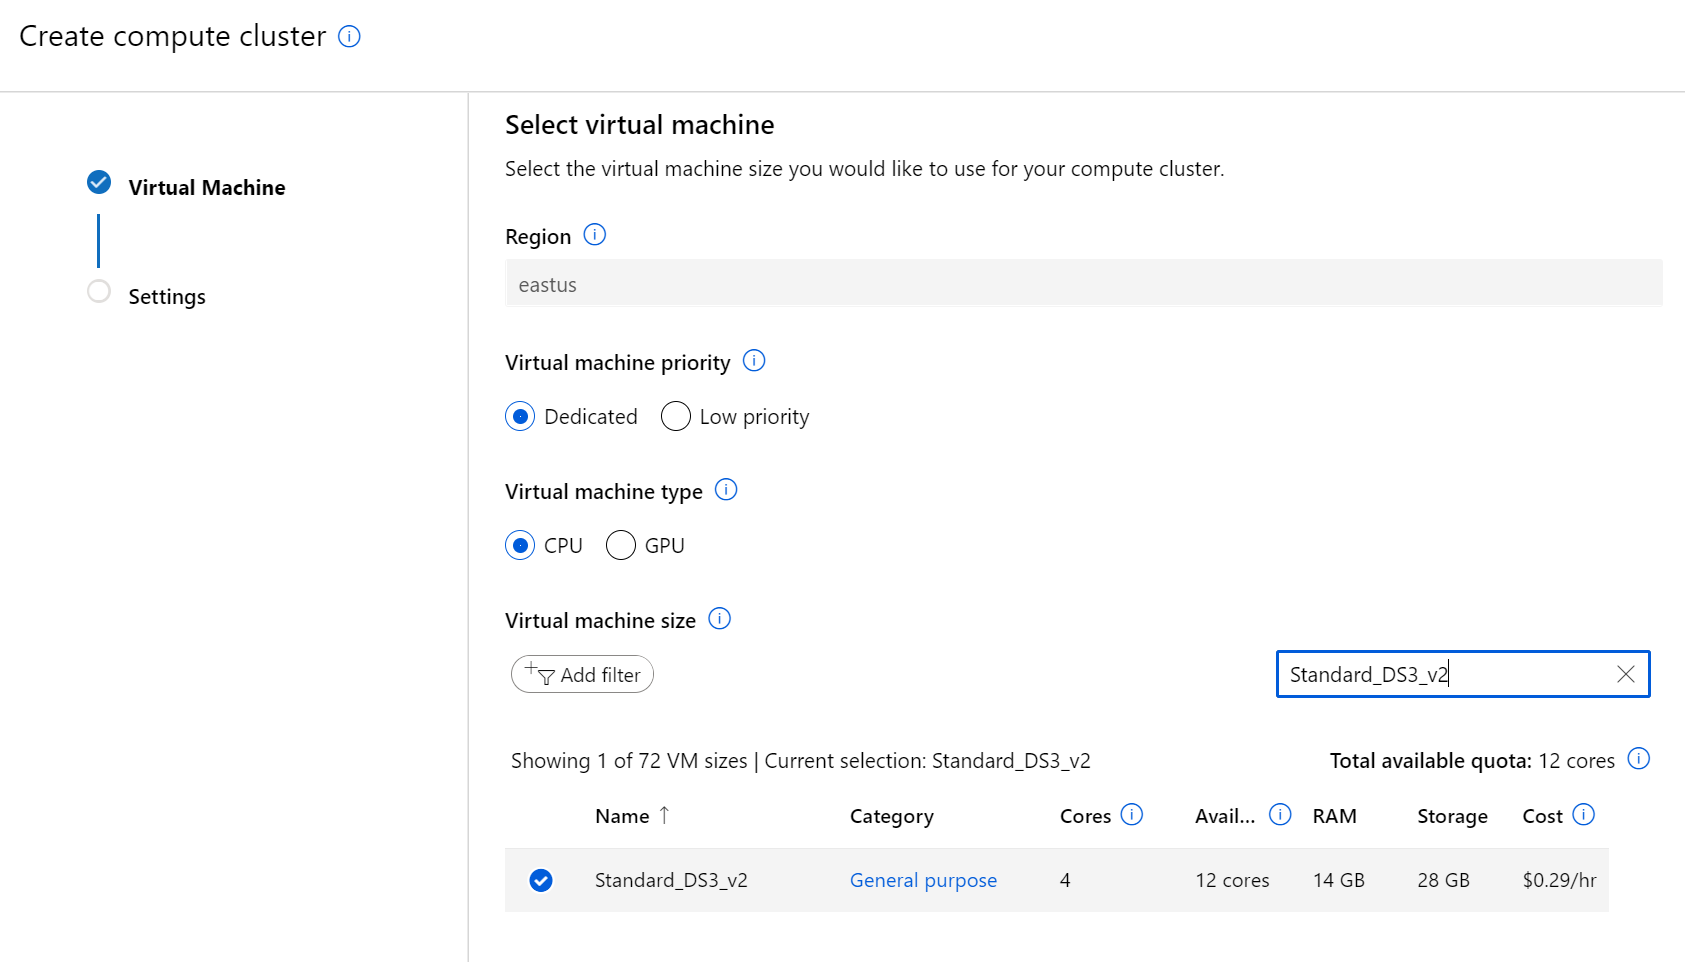 Create compute cluster
Virtual Machine
Settings
Select virtual machine
Select the virtual machine size you would like to use for your compute cluster.
Region
eastus
Virtual machine priority
Dedicated Low priority
Virtual machine type
CPU GPU
Virtual machine size
Add filter Standard_DS3_v2
Showing 1 of 72 VM sizes | Current selection: Standard_DS3_v2 Total available quota: 12 cores
Name ↑ Category Cores Avail... RAM Storage Cost
Standard_DS3_v2 General purpose 4 12 cores 14 GB 28 GB $0.29/hr